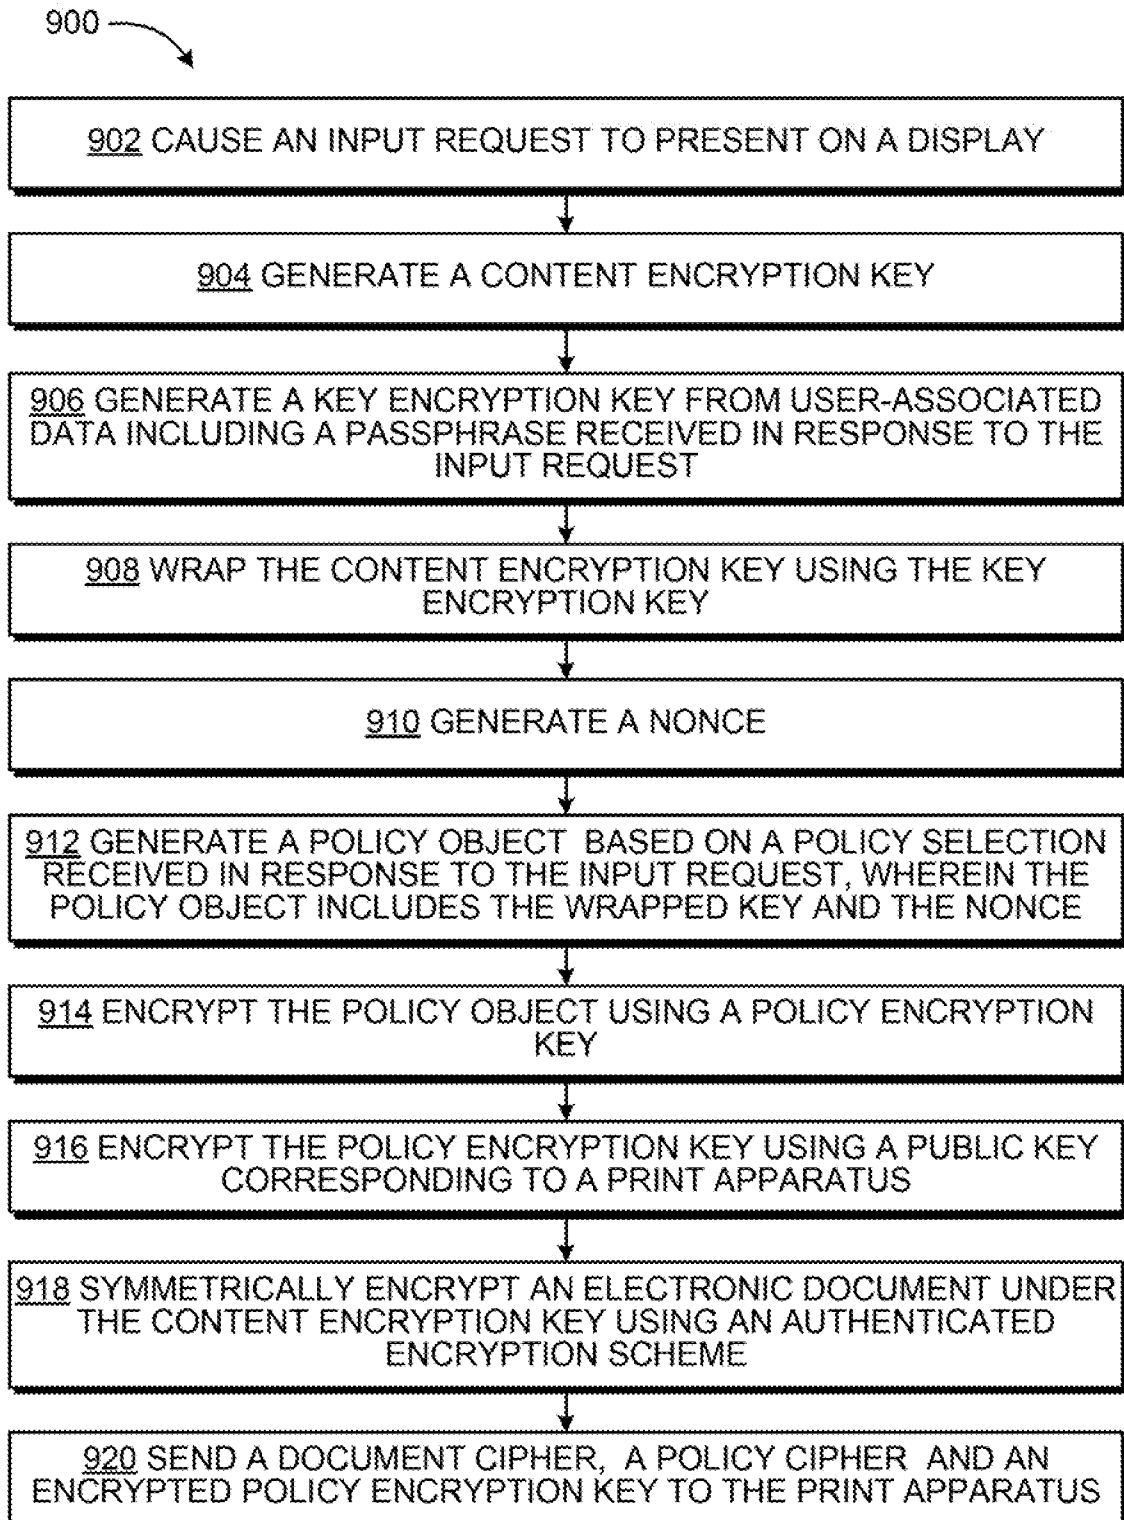 900
902 CAUSE AN INPUT REQUEST TO PRESENT ON A DISPLAY
904 GENERATE A CONTENT ENCRYPTION KEY
906 GENERATE A KEY ENCRYPTION KEY FROM USER-ASSOCIATED
DATA INCLUDING A PASSPHRASE RECEIVED IN RESPONSE TO THE
INPUT REQUEST
908 WRAP THE CONTENT ENCRYPTION KEY USING THE KEY
ENCRYPTION KEY
910 GENERATE A NONCE
912 GENERATE A POLICY OBJECT BASED ON A POLICY SELECTION
RECEIVED IN RESPONSE TO THE INPUT REQUEST, WHEREIN THE
POLICY OBJECT INCLUDES THE WRAPPED KEY AND THE NONCE
914 ENCRYPT THE POLICY OBJECT USING A POLICY ENCRYPTION
KEY
916 ENCRYPT THE POLICY ENCRYPTION KEY USING A PUBLIC KEY
CORRESPONDING TO A PRINT APPARATUS
918 SYMMETRICALLY ENCRYPT AN ELECTRONIC DOCUMENT UNDER
THE CONTENT ENCRYPTION KEY USING AN AUTHENTICATED
ENCRYPTION SCHEME
920 SEND A DOCUMENT CIPHER, A POLICY CIPHER AND AN
ENCRYPTED POLICY ENCRYPTION KEY TO THE PRINT APPARATUS